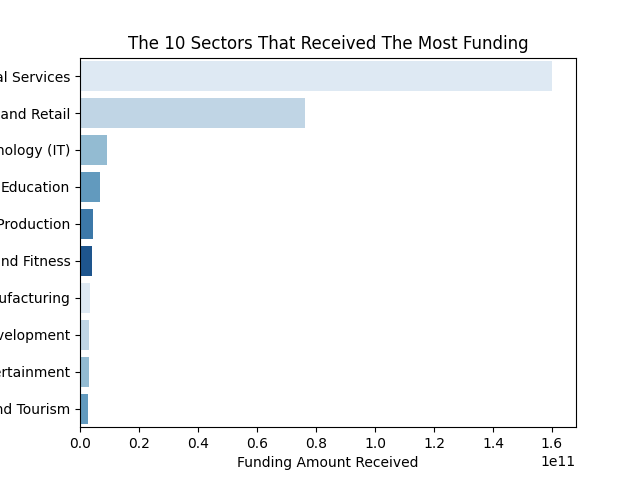 The 10 Sectors That Received The Most Funding
al Services
and Retail
nology (IT)
Education
Production
nd Fitness
ufacturing
velopment
ertainment
nd Tourism
0.0 0.2 0.4 0.6 0.8 1.0 1.2 1.4 1.6
1e11
Funding Amount Received